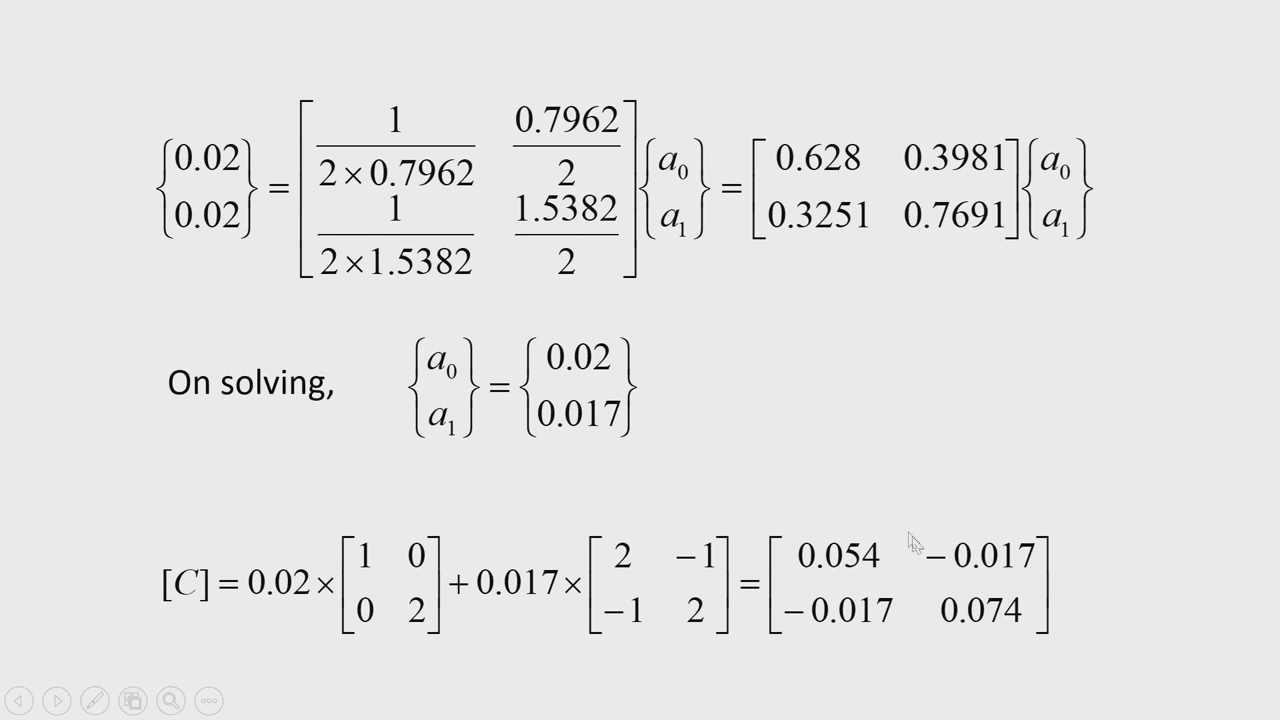 {0.02 0.02} = [1/(2×0.7962) 0.7962/2; 1/(2×1.5382) 1.5382/2] {a₀ a₁} = [0.628 0.3981; 0.3251 0.7691] {a₀ a₁}
On solving, {a₀ a₁} = {0.02 0.017}
[C] = 0.02× [1 0; 0 2] + 0.017× [2 −1; −1 2] = [0.054 −0.017; −0.017 0.074]